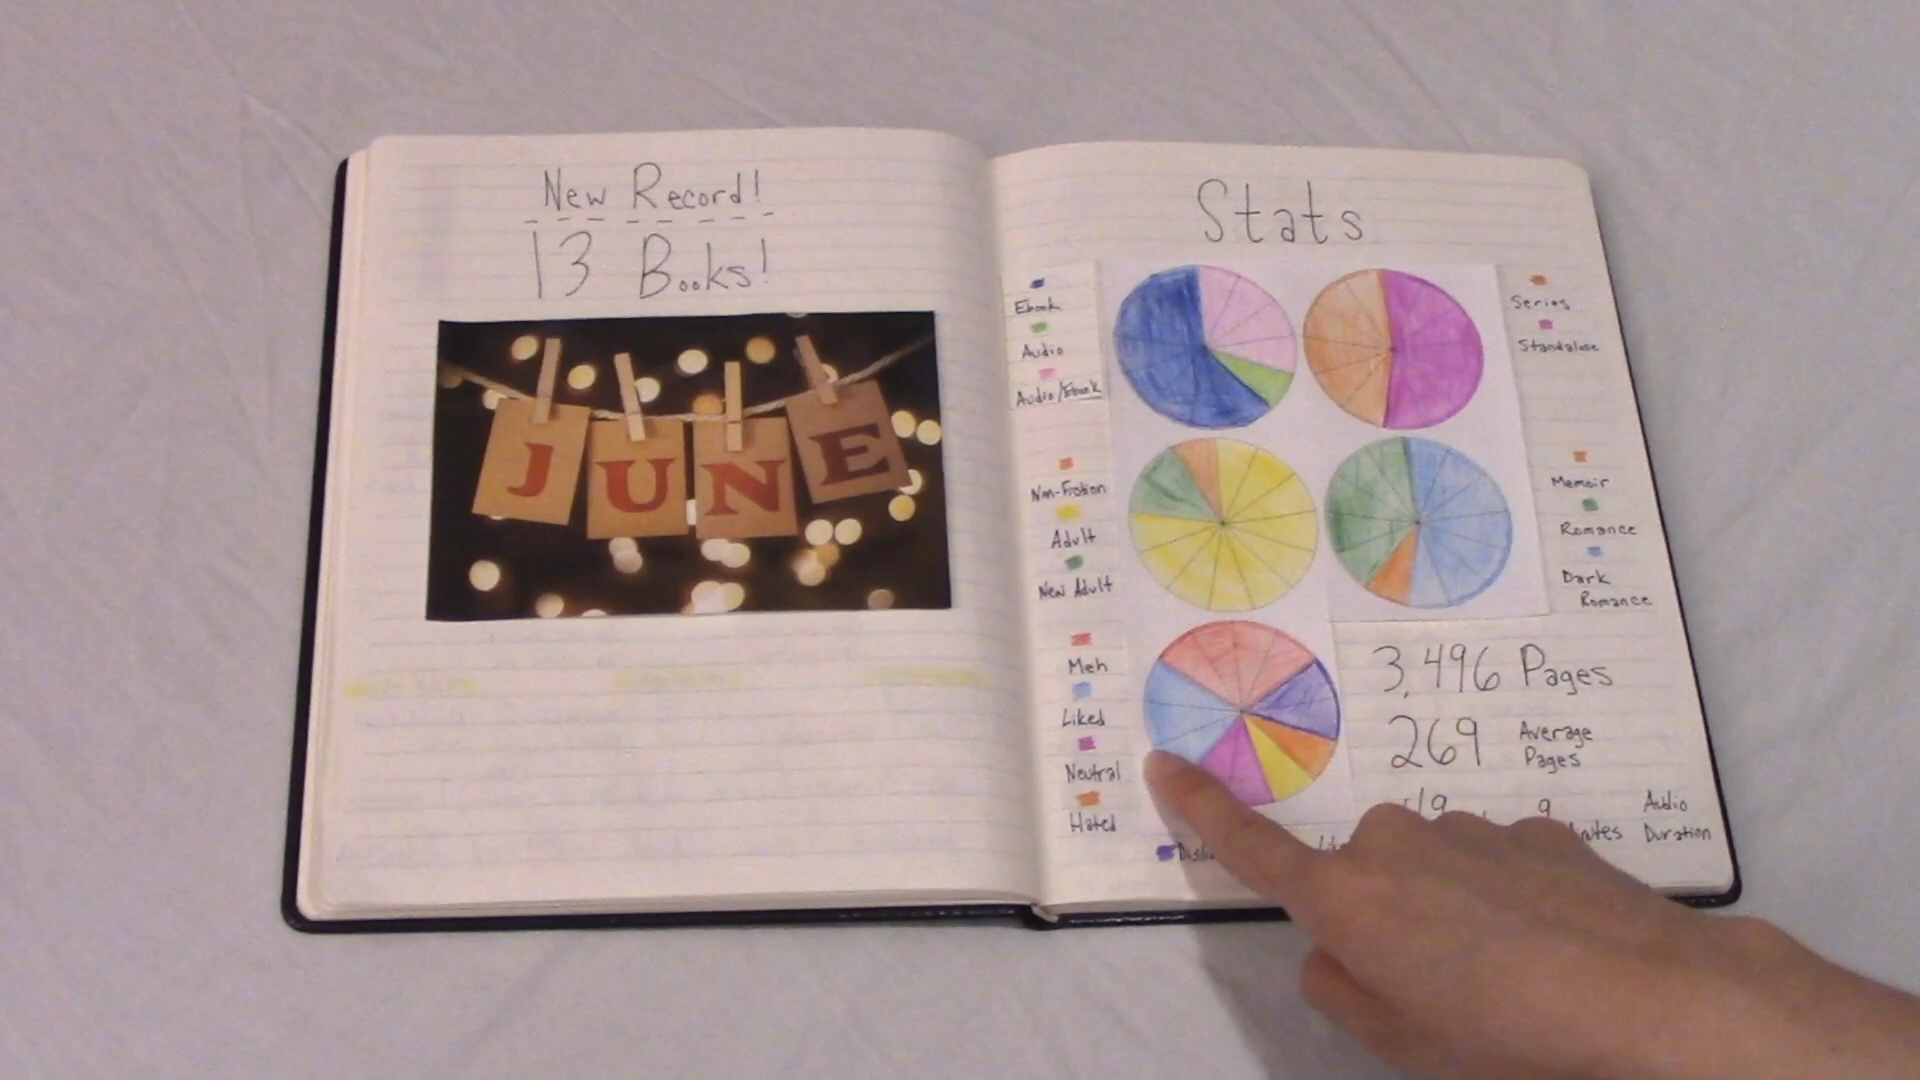 New Record!
13 Books!
JUNE
Stats
Ebook
Audio
Audio/Ebook
Series
Standalone
Non-Fiction
Adult
New Adult
Memoir
Romance
Dark
Romance
Meh
Liked
Neutral
Hated
3,496 Pages
269 Average
Pages
9
Audio
Duration